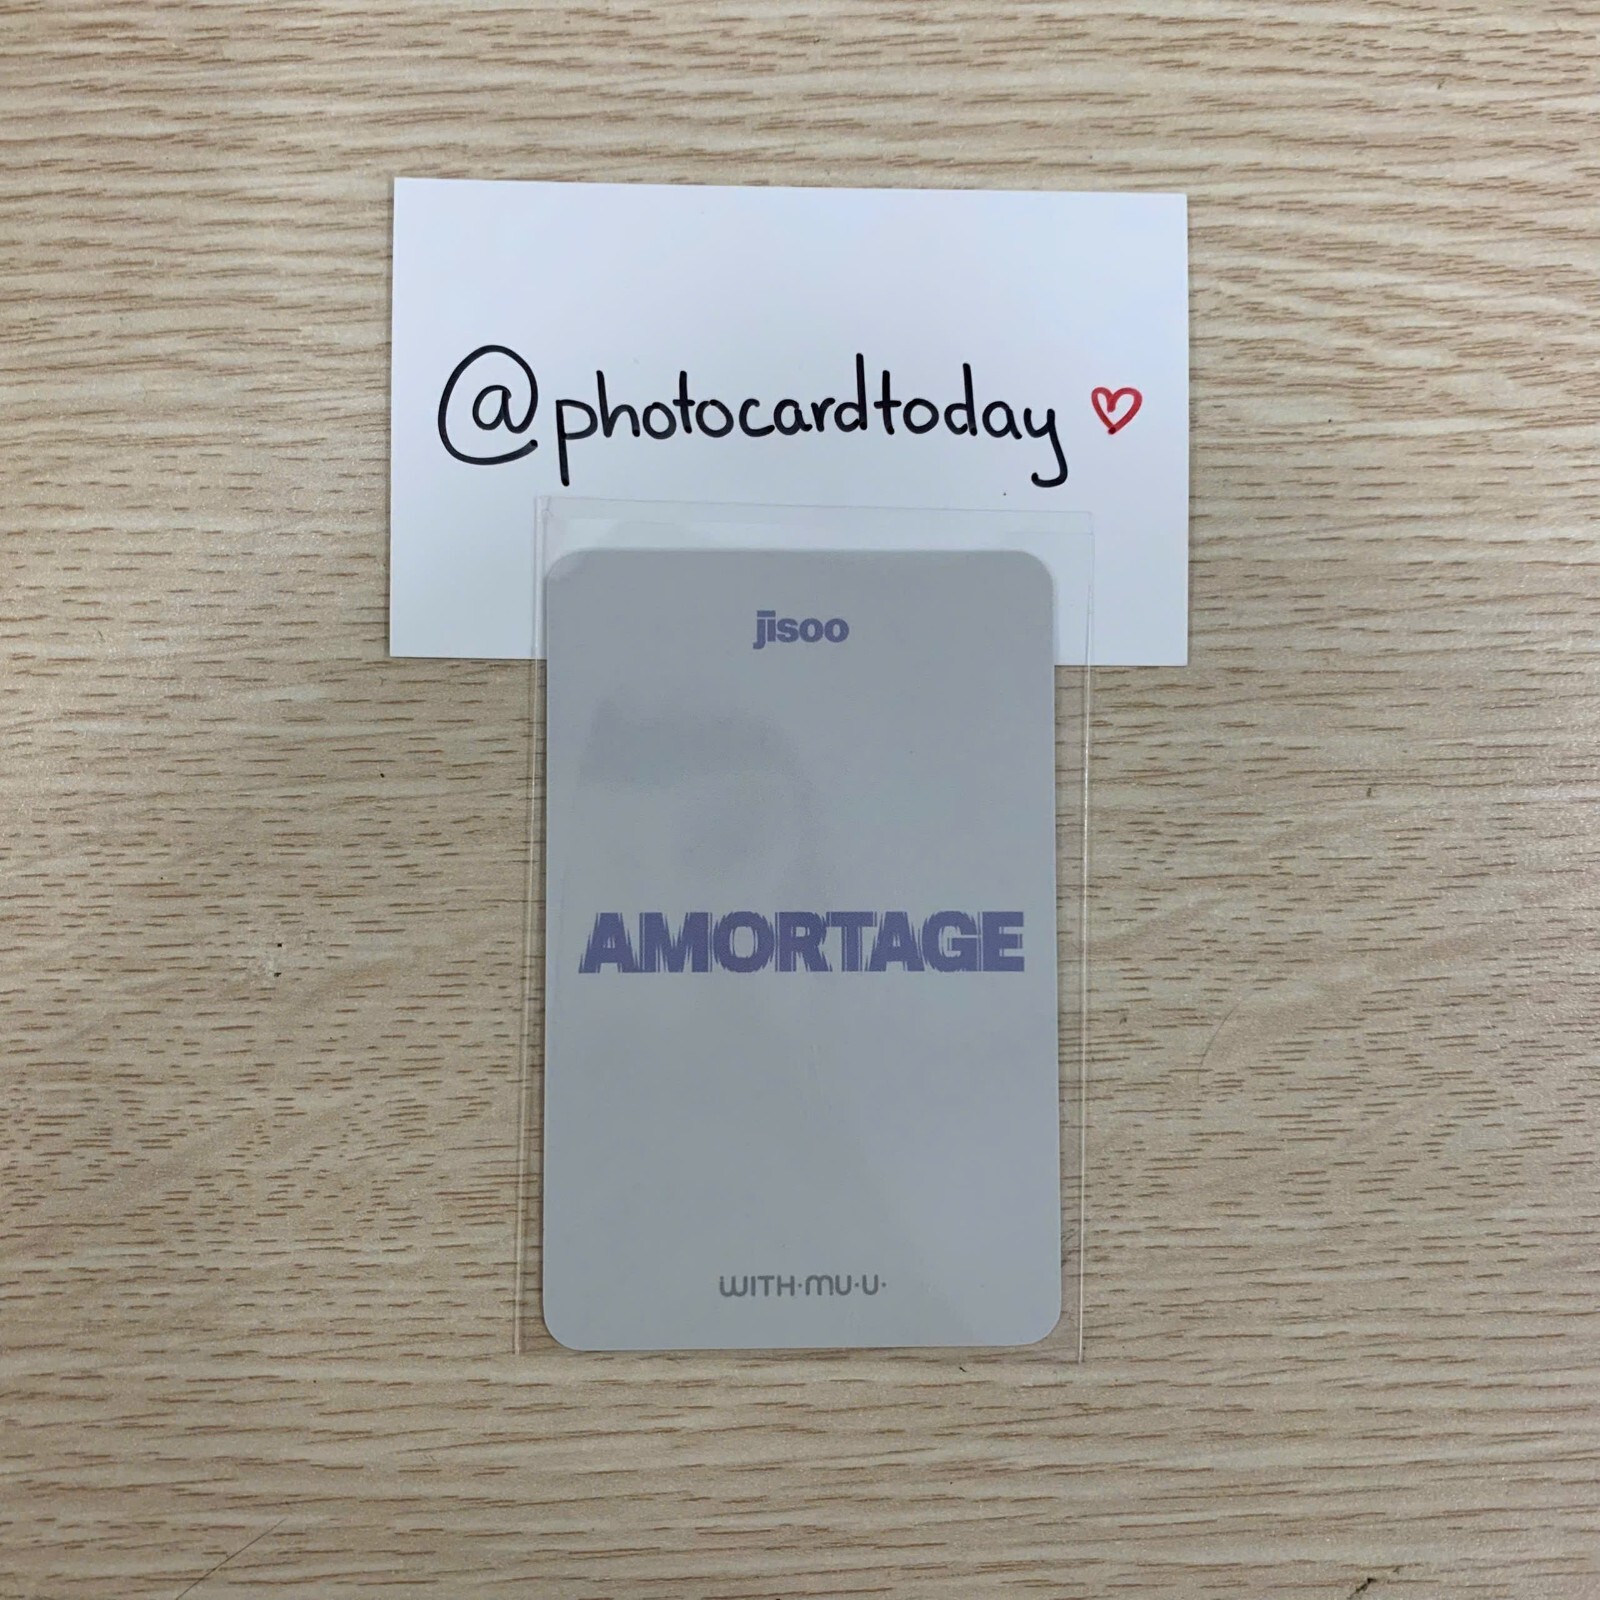 @photocardtoday ♡
jisoo
AMORTAGE
WITH·MU·U·